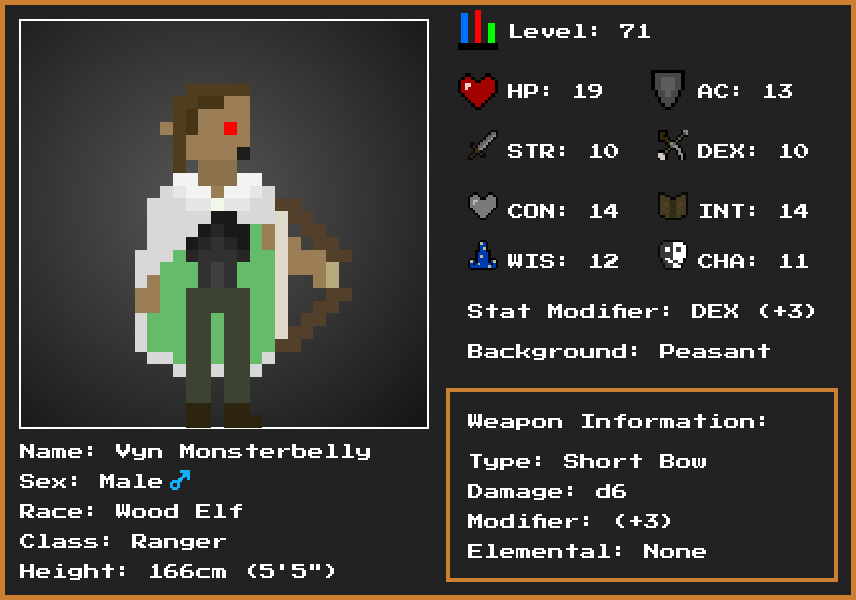 Level: 71
HP: 19
AC: 13
STR: 10
DEX: 10
CON: 14
INT: 14
WIS: 12
CHA: 11
Stat Modifier: DEX (+3)
Background: Peasant
Weapon Information:
Type: Short Bow
Damage: d6
Modifier: (+3)
Elemental: None
Name: Vyn Monsterbelly
Sex: Male ♂
Race: Wood Elf
Class: Ranger
Height: 166cm (5'5")